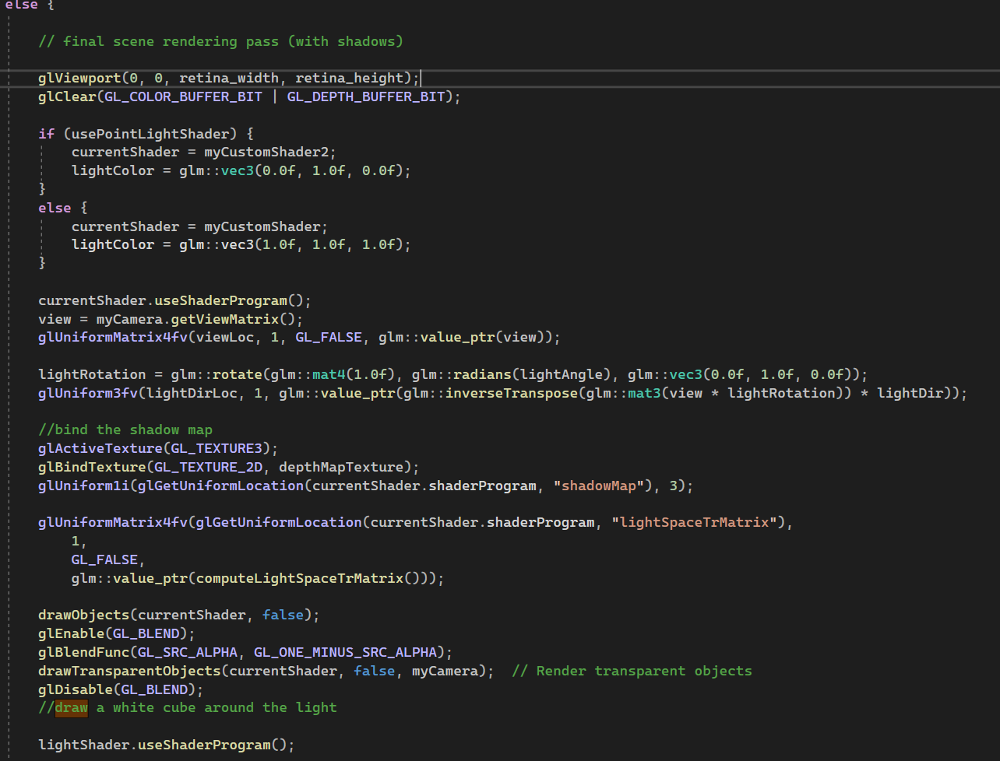 else {
// final scene rendering pass (with shadows)
glViewport(0, 0, retina_width, retina_height);
glClear(GL_COLOR_BUFFER_BIT | GL_DEPTH_BUFFER_BIT);
if (usePointLightShader) {
currentShader = myCustomShader2;
lightColor = glm::vec3(0.0f, 1.0f, 0.0f);
}
else {
currentShader = myCustomShader;
lightColor = glm::vec3(1.0f, 1.0f, 1.0f);
}
currentShader.useShaderProgram();
view = myCamera.getViewMatrix();
glUniformMatrix4fv(viewLoc, 1, GL_FALSE, glm::value_ptr(view));
lightRotation = glm::rotate(glm::mat4(1.0f), glm::radians(lightAngle), glm::vec3(0.0f, 1.0f, 0.0f));
glUniform3fv(lightDirLoc, 1, glm::value_ptr(glm::inverseTranspose(glm::mat3(view * lightRotation)) * lightDir));
//bind the shadow map
glActiveTexture(GL_TEXTURE3);
glBindTexture(GL_TEXTURE_2D, depthMapTexture);
glUniform1i(glGetUniformLocation(currentShader.shaderProgram, "shadowMap"), 3);
glUniformMatrix4fv(glGetUniformLocation(currentShader.shaderProgram, "lightSpaceTrMatrix"),
1,
GL_FALSE,
glm::value_ptr(computeLightSpaceTrMatrix()));
drawObjects(currentShader, false);
glEnable(GL_BLEND);
glBlendFunc(GL_SRC_ALPHA, GL_ONE_MINUS_SRC_ALPHA);
drawTransparentObjects(currentShader, false, myCamera);  // Render transparent objects
glDisable(GL_BLEND);
//draw a white cube around the light
lightShader.useShaderProgram();